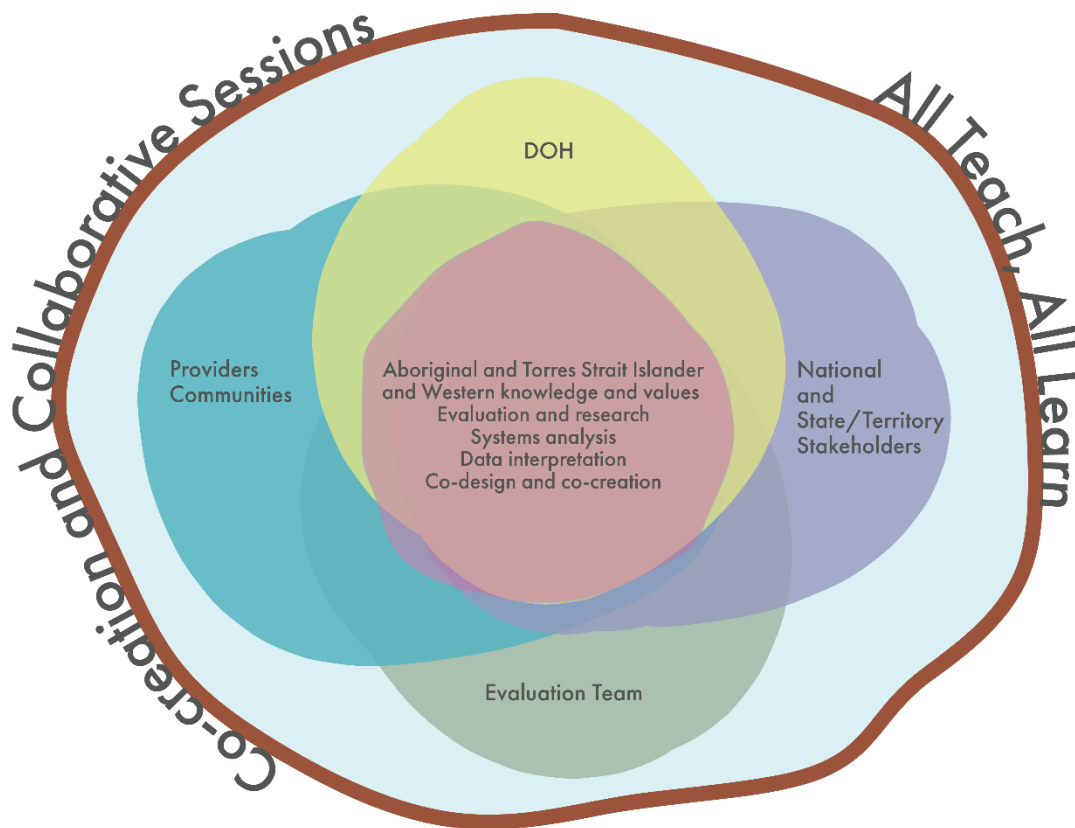 Co-creation and Collaborative Sessions
All Teach, All Learn
DOH
Providers
Communities
Aboriginal and Torres Strait Islander
and Western knowledge and values
Evaluation and research
Systems analysis
Data interpretation
Co-design and co-creation
National
and
State/Territory
Stakeholders
Evaluation Team